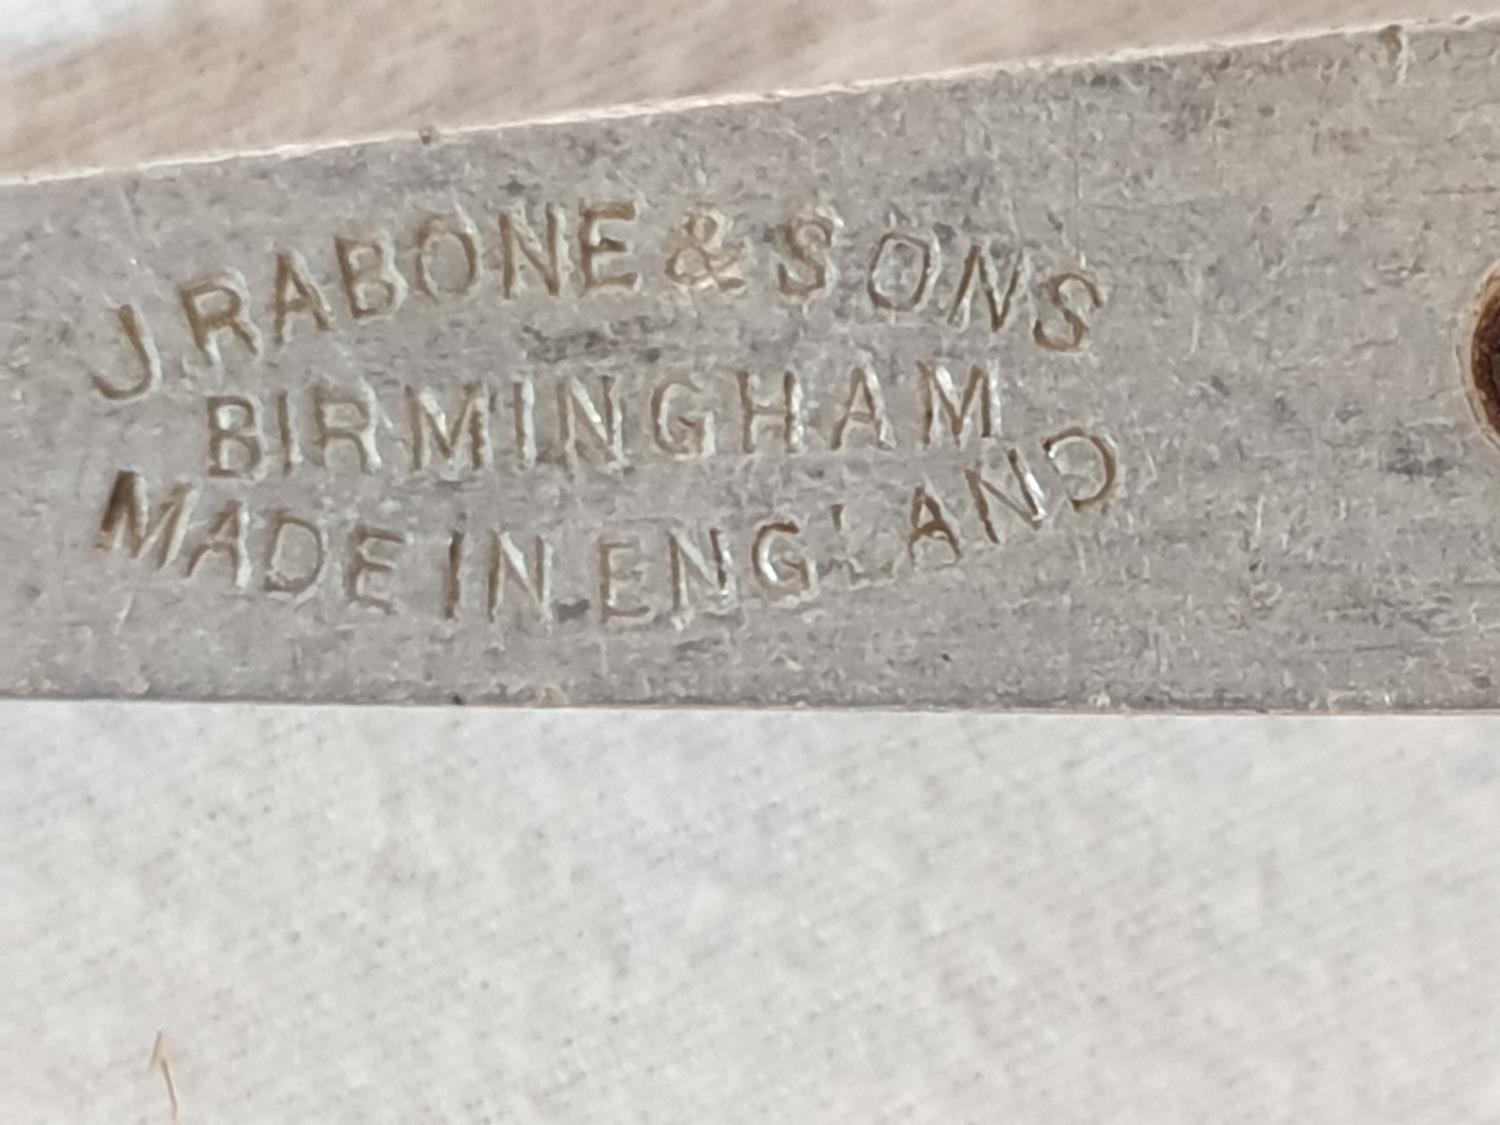 J. RABONE & SONS
BIRMINGHAM
MADE IN ENGLAND